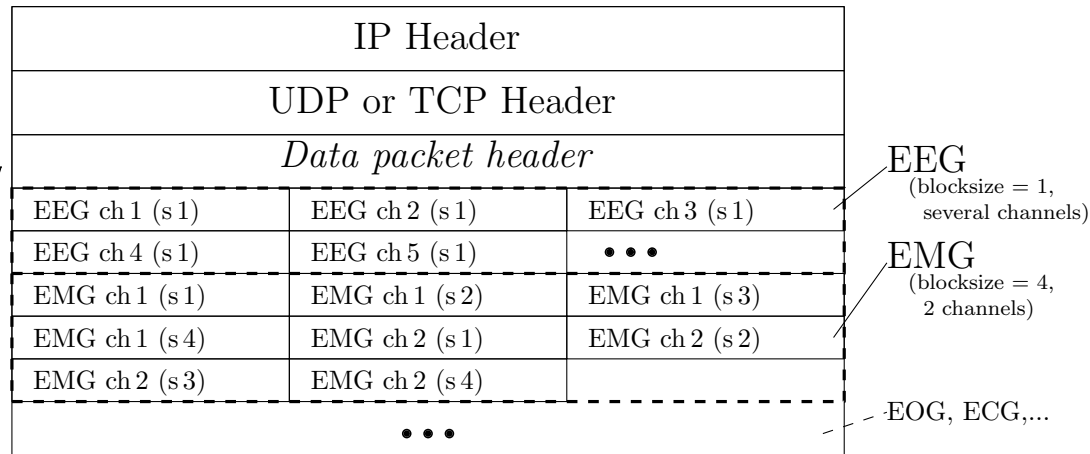 IP Header
UDP or TCP Header
Data packet header
EEG ch 1 (s 1) EEG ch 2 (s 1) EEG ch 3 (s 1)
EEG ch 4 (s 1) EEG ch 5 (s 1) •••
EMG ch 1 (s 1) EMG ch 1 (s 2) EMG ch 1 (s 3)
EMG ch 1 (s 4) EMG ch 2 (s 1) EMG ch 2 (s 2)
EMG ch 2 (s 3) EMG ch 2 (s 4)
•••
EEG
(blocksize = 1,
several channels)
EMG
(blocksize = 4,
2 channels)
EOG, ECG,...